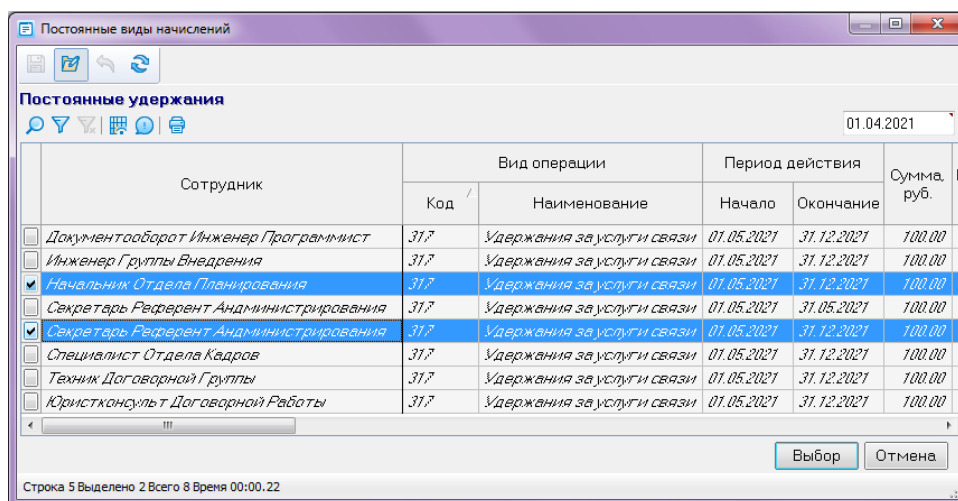 Постоянные виды начислений
Постоянные удержания
01.04.2021
Сотрудник Вид операции Период действия Сумма, руб.
Код Наименование Начало Окончание
Документооборот Инженер Программист 317 Удержания за услуги связи 01.05.2021 31.12.2021 100.00
Инженер Группы Внедрения 317 Удержания за услуги связи 01.05.2021 31.12.2021 100.00
Начальник Отдела Планирования 317 Удержания за услуги связи 01.05.2021 31.12.2021 100.00
Секретарь Референт Андминистрирования 317 Удержания за услуги связи 01.05.2021 31.05.2021 100.00
Секретарь Референт Андминистрирования 317 Удержания за услуги связи 01.05.2021 31.12.2021 100.00
Специалист Отдела Кадров 317 Удержания за услуги связи 01.05.2021 31.12.2021 100.00
Техник Договорной Группы 317 Удержания за услуги связи 01.05.2021 31.12.2021 100.00
Юристконсульт Договорной Работы 317 Удержания за услуги связи 01.05.2021 31.12.2021 100.00
Выбор Отмена
Строка 5 Выделено 2 Всего 8 Время 00:00.22